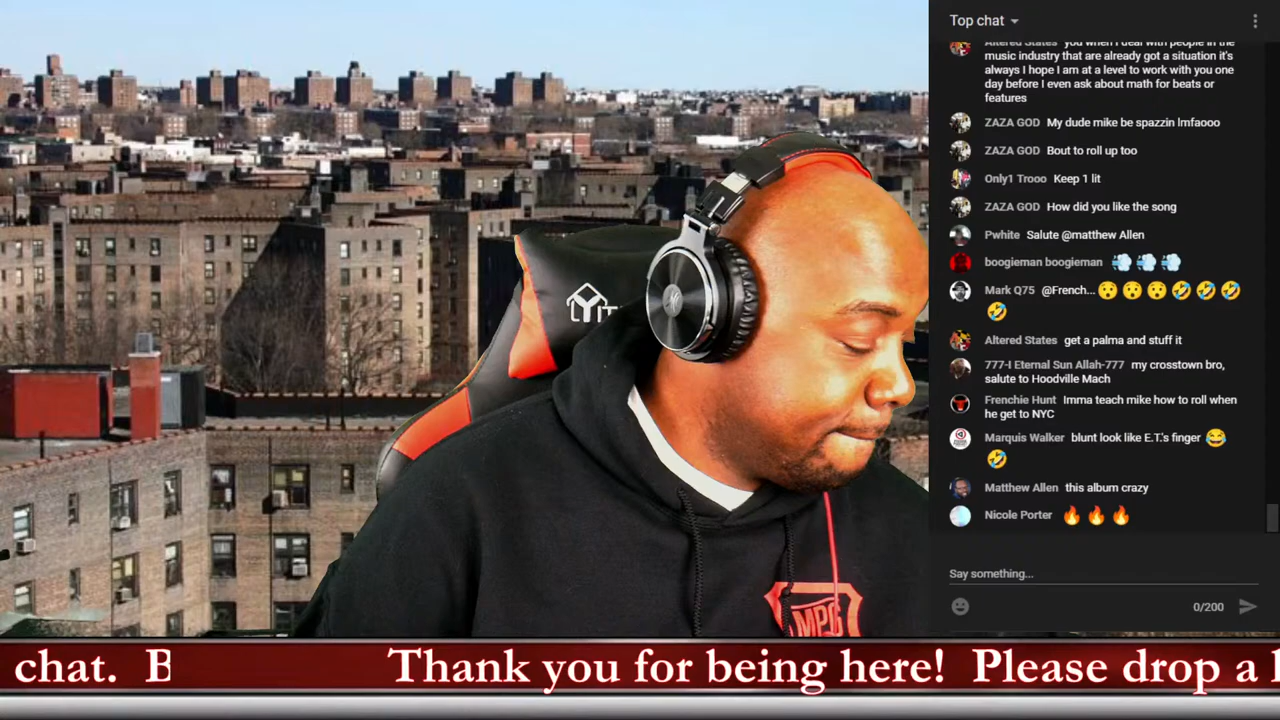 Top chat
Altered States you when I deal with people in the
music industry that are already got a situation it's
always I hope I am at a level to work with you one
day before I even ask about math for beats or
features
ZAZA GOD My dude mike be spazzin lmfaooo
ZAZA GOD Bout to roll up too
Only1 Trooo Keep 1 lit
ZAZA GOD How did you like the song
Pwhite Salute @matthew Allen
boogieman boogieman 💨 💨 💨
Mark Q75 @French... 😯 😯 😯 🤣 🤣 🤣
🤣
Altered States get a palma and stuff it
777-I Eternal Sun Allah-777 my crosstown bro,
salute to Hoodville Mach
Frenchie Hunt Imma teach mike how to roll when
he get to NYC
Marquis Walker blunt look like E.T.'s finger 😂
🤣
Matthew Allen this album crazy
Nicole Porter 🔥 🔥 🔥
Say something...
0/200
MPG
chat. B Thank you for being here! Please drop a